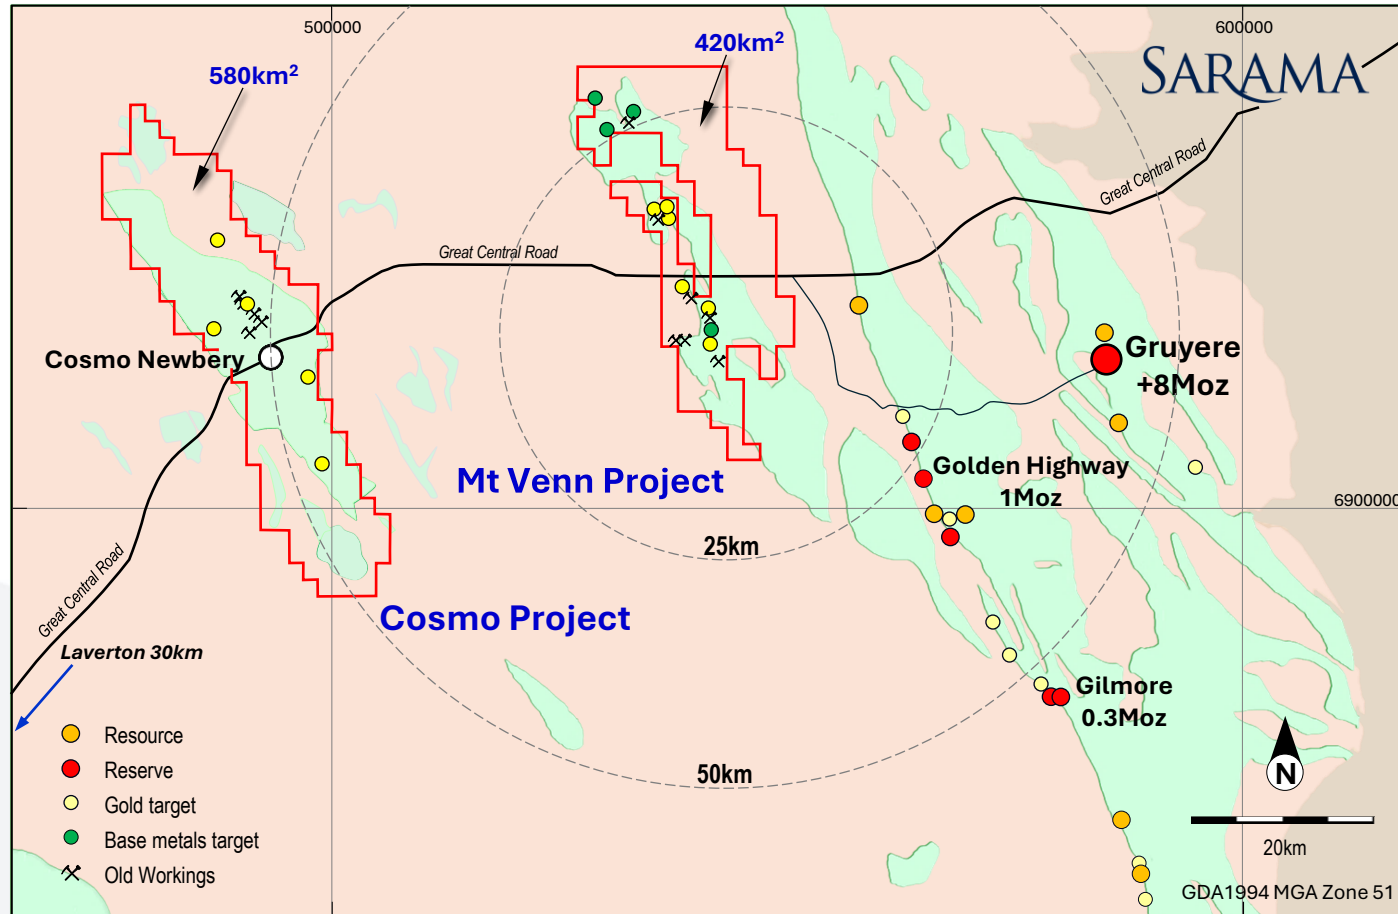 500000
600000
SARAMA
580km²
420km²
Great Central Road
Great Central Road
Cosmo Newbery
Gruyere
+8Moz
Mt Venn Project
Golden Highway
1Moz
6900000
25km
Great Central Road
Cosmo Project
Laverton 30km
Gilmore
0.3Moz
50km
Resource
Reserve
Gold target
Base metals target
Old Workings
N
20km
GDA1994 MGA Zone 51